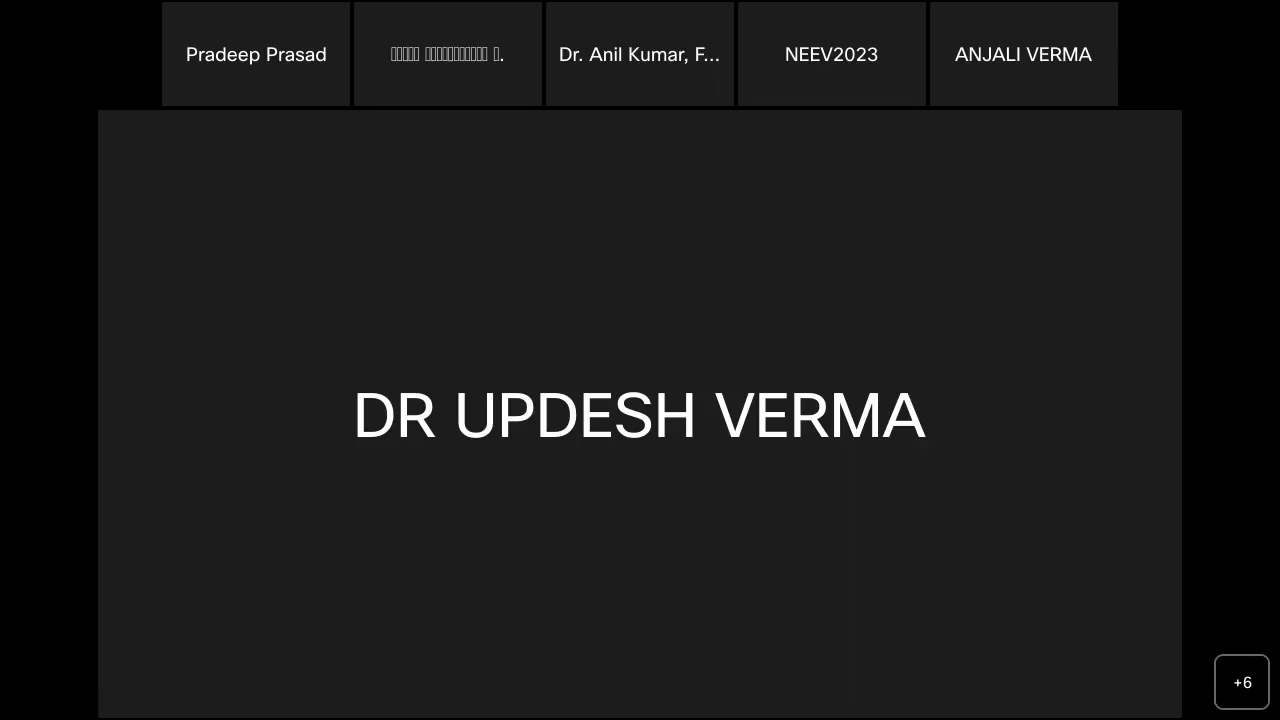 Pradeep Prasad
Dr. Anil Kumar, F...
NEEV2023
ANJALI VERMA
DR UPDESH VERMA
+6